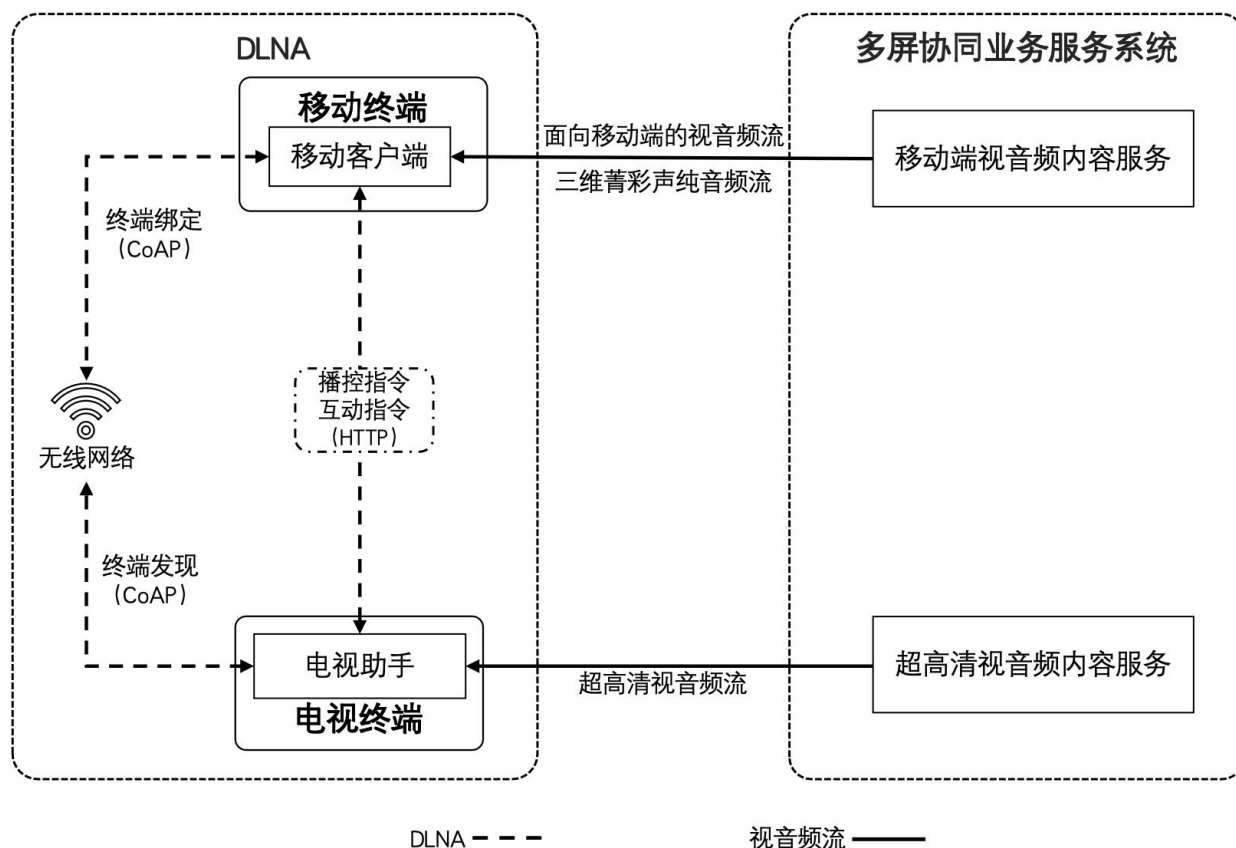 DLNA
多屏协同业务服务系统
移动终端
移动客户端
面向移动端的视音频流
三维菁彩声纯音频流
移动端视音频内容服务
终端绑定
(CoAP)
播控指令
互动指令
(HTTP)
无线网络
终端发现
(CoAP)
电视助手
电视终端
超高清视音频流
超高清视音频内容服务
DLNA
视音频流